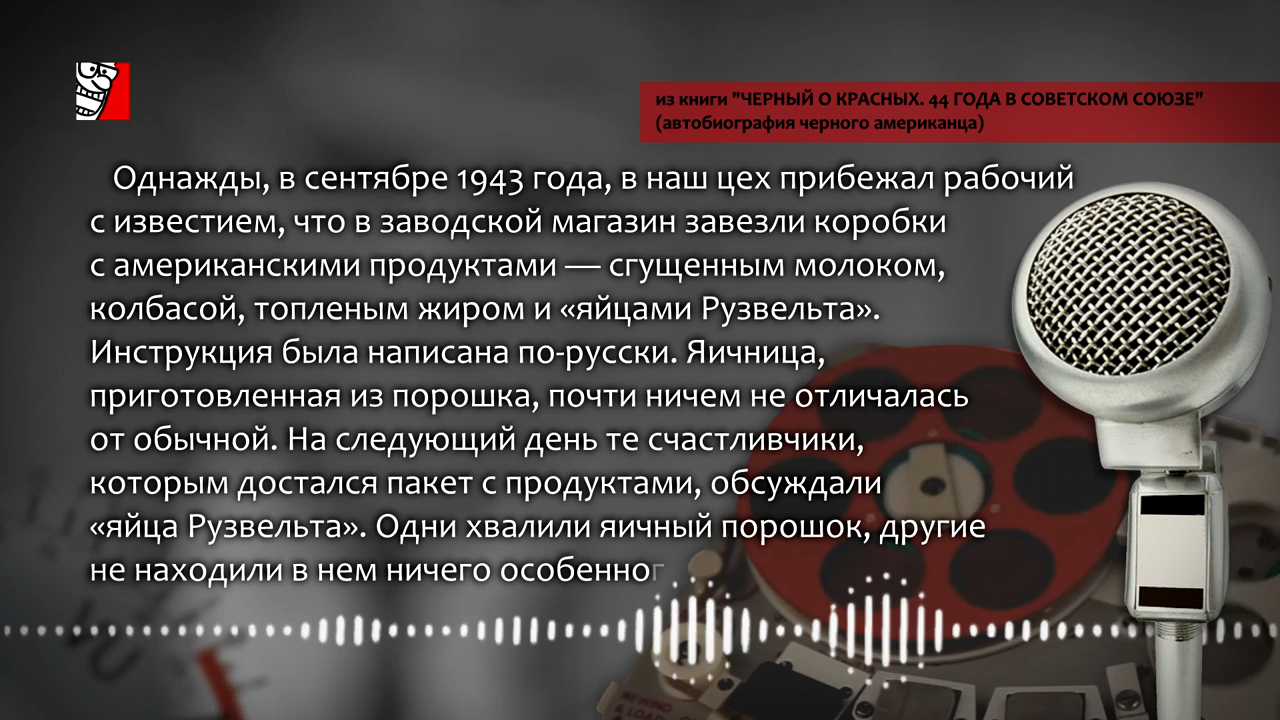 из книги "ЧЕРНЫЙ О КРАСНЫХ. 44 ГОДА В СОВЕТСКОМ СОЮЗЕ"
(автобиография черного американца)
Однажды, в сентябре 1943 года, в наш цех прибежал рабочий
с известием, что в заводской магазин завезли коробки
с американскими продуктами — сгущенным молоком,
колбасой, топленым жиром и «яйцами Рузвельта».
Инструкция была написана по-русски. Яичница,
приготовленная из порошка, почти ничем не отличалась
от обычной. На следующий день те счастливчики,
которым достался пакет с продуктами, обсуждали
«яйца Рузвельта». Одни хвалили яичный порошок, другие
не находили в нем ничего особенног
REWIND
& LOAD